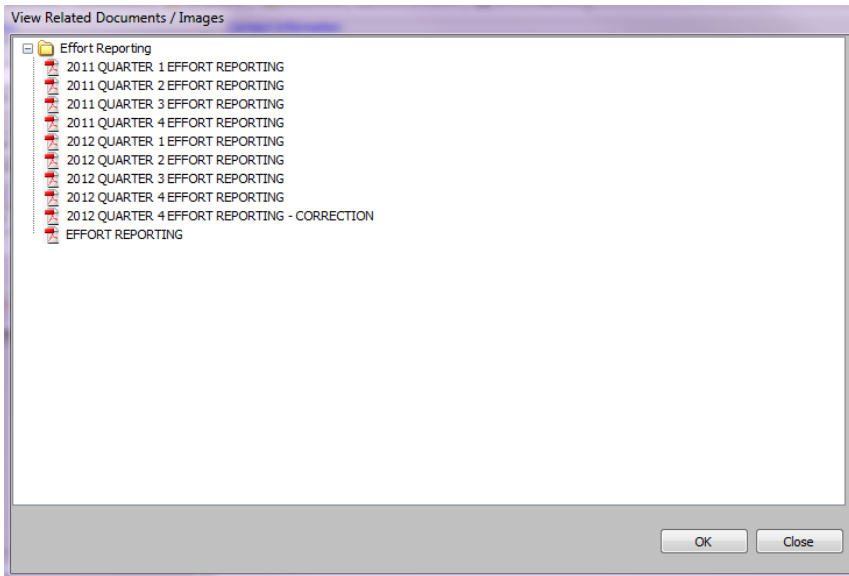 View Related Documents / Images
Effort Reporting
2011 QUARTER 1 EFFORT REPORTING
2011 QUARTER 2 EFFORT REPORTING
2011 QUARTER 3 EFFORT REPORTING
2011 QUARTER 4 EFFORT REPORTING
2012 QUARTER 1 EFFORT REPORTING
2012 QUARTER 2 EFFORT REPORTING
2012 QUARTER 3 EFFORT REPORTING
2012 QUARTER 4 EFFORT REPORTING
2012 QUARTER 4 EFFORT REPORTING - CORRECTION
EFFORT REPORTING
OK Close